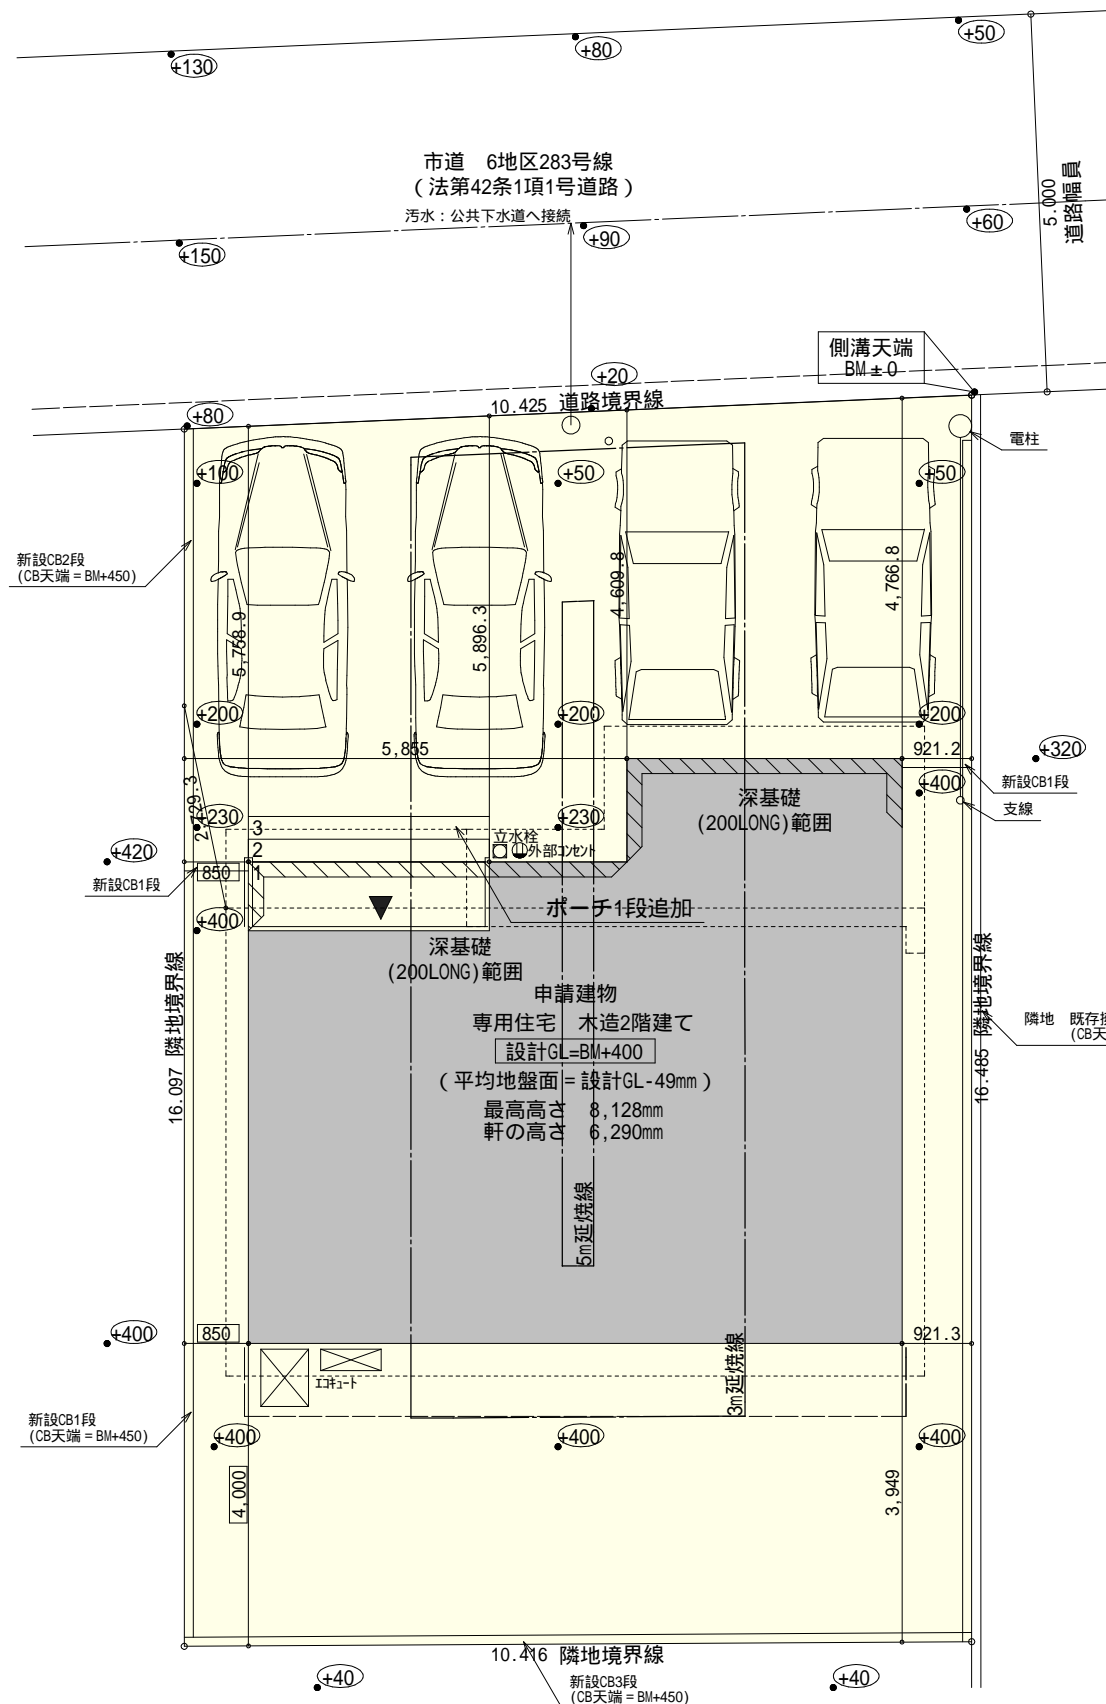 +50
+80
+130
市道　6地区283号線
(法第42条1項1号道路)
汚水：公共下水道へ接続
+60
+90
+150
5.000
道路幅員
側溝天端
BM±0
+20
10.425 道路境界線
+80
電柱
+100
+50
+50
新設CB2段
(CB天端＝BM+450)
5,758.9
5,896.3
4,609.8
4,766.8
+200
+200
+200
5,855
921.2
+320
新設CB1段
+400
支線
深基礎
(200LONG)範囲
2,729.3
+230
+230
3
2
1
立水栓
外部コンセント
+420
850
新設CB1段
ポーチ1段追加
+400
深基礎
(200LONG)範囲
16.097 隣地境界線
16.485 隣地境界線
申請建物
専用住宅　木造2階建て
設計GL=BM+400
(平均地盤面＝設計GL-49mm)
最高高さ　8,128mm
軒の高さ　6,290mm
隣地　既存擁
(CB天
5m延焼線
3m延焼線
+400
850
921.3
エコキュート
新設CB1段
(CB天端＝BM+450)
+400
+400
+400
4,000
3,949
10.416 隣地境界線
+40
新設CB3段
(CB天端＝BM+450)
+40